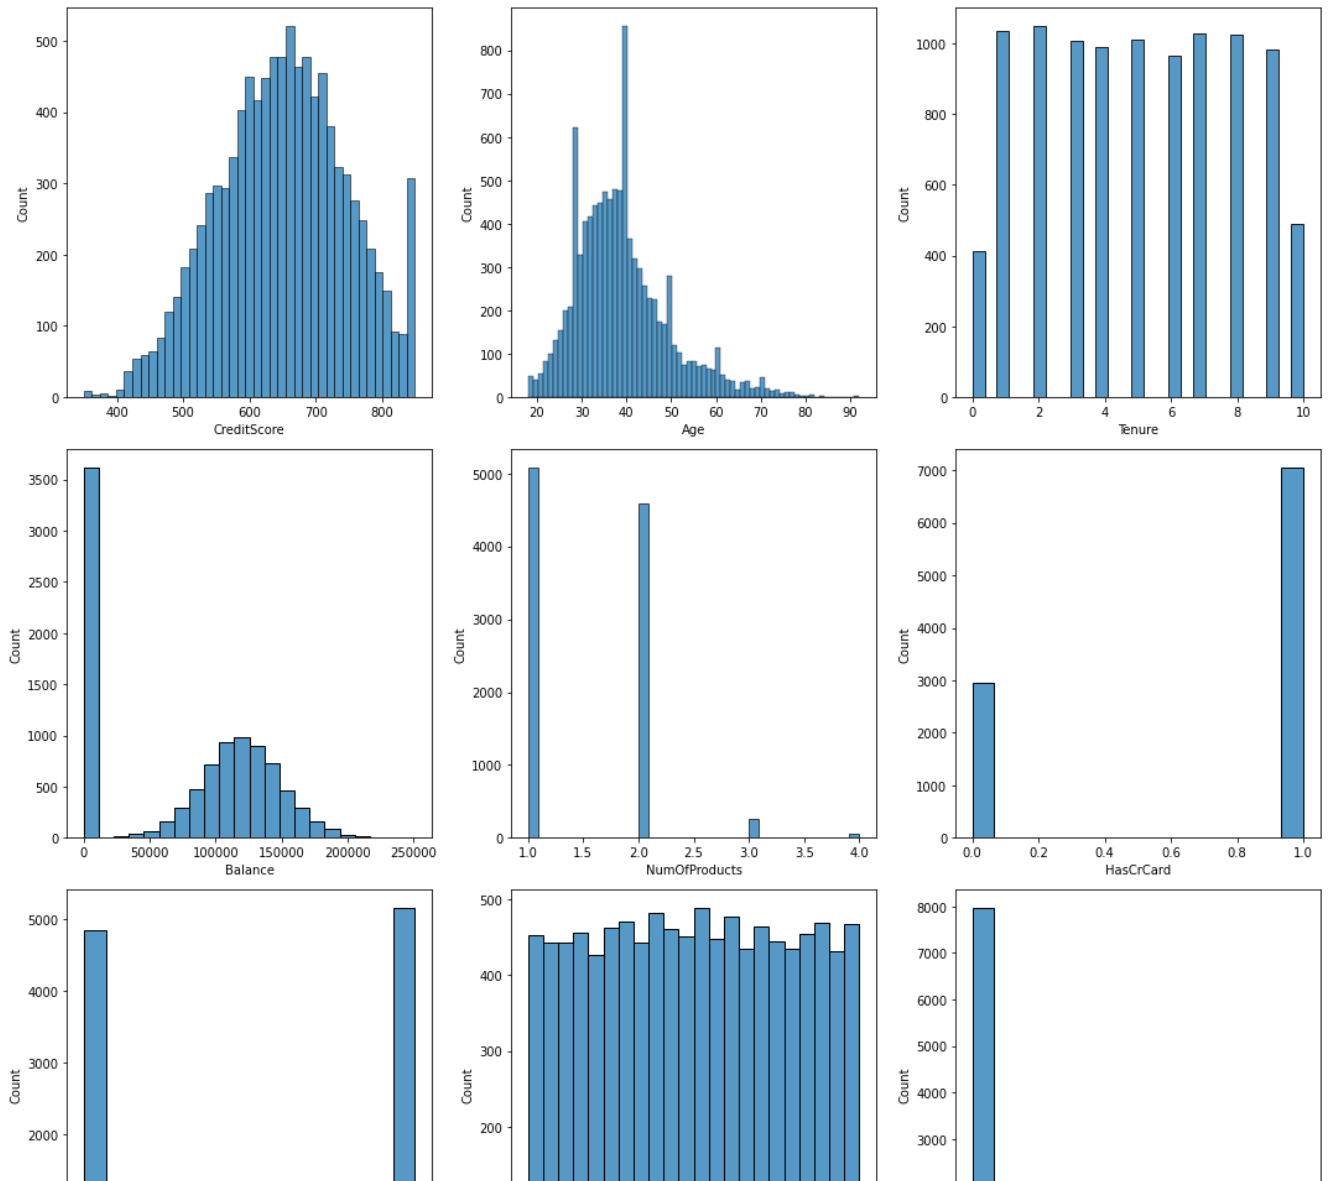 500
400
300
200
100
0
Count
400 500 600 700 800
CreditScore
800
700
600
500
400
300
200
100
0
Count
20 30 40 50 60 70 80 90
Age
1000
800
600
400
200
0
Count
0 2 4 6 8 10
Tenure
3500
3000
2500
2000
1500
1000
500
0
Count
0 50000 100000 150000 200000 250000
Balance
5000
4000
3000
2000
1000
0
Count
1.0 1.5 2.0 2.5 3.0 3.5 4.0
NumOfProducts
7000
6000
5000
4000
3000
2000
1000
0
Count
0.0 0.2 0.4 0.6 0.8 1.0
HasCrCard
5000
4000
3000
2000
Count
500
400
300
200
Count
8000
7000
6000
5000
4000
3000
Count